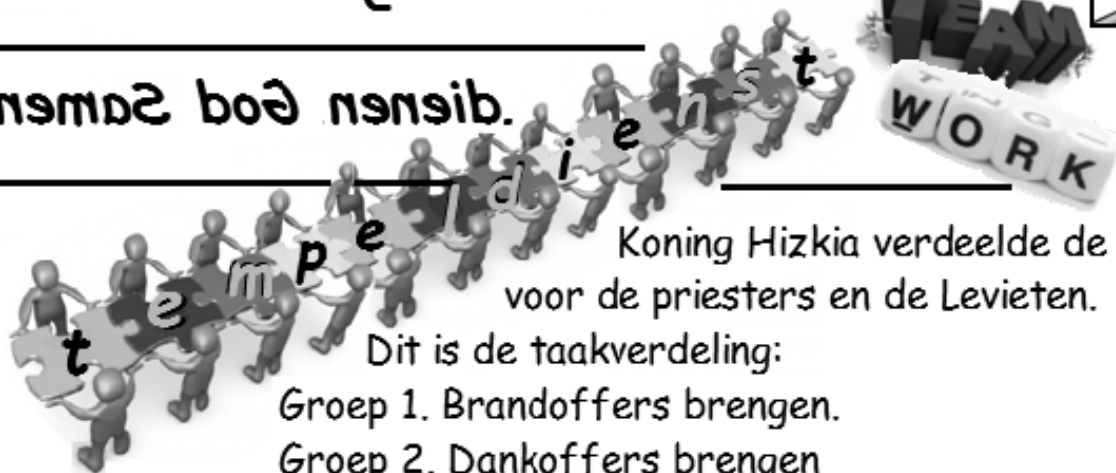 TEAM
WORK
.dienen God Samen
tempeldienst
Koning Hizkia verdeelde de
voor de priesters en de Levieten.
Dit is de taakverdeling:
Groep 1. Brandoffers brengen.
Groep 2. Dankoffers brengen